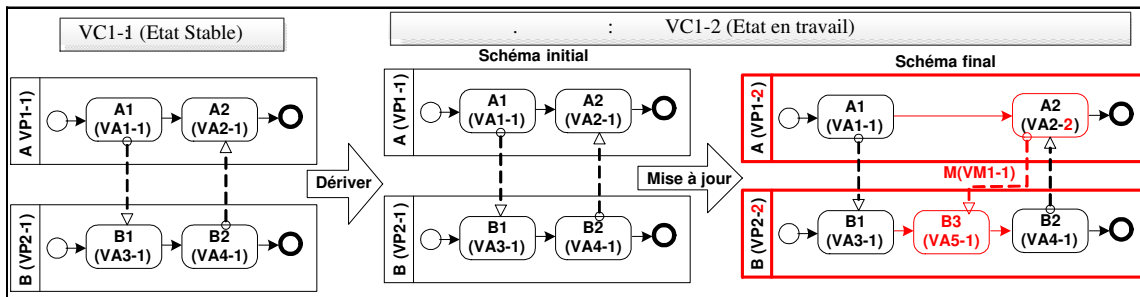 VC1-1 (Etat Stable)
. : VC1-2 (Etat en travail)
Schéma initial
Schéma final
A VP1-1)
A1
(VA1-1)
A2
(VA2-1)
B (VP2-1)
B1
(VA3-1)
B2
(VA4-1)
Dériver
A (VP1-1)
A1
(VA1-1)
A2
(VA2-1)
B (VP2-1)
B1
(VA3-1)
B2
(VA4-1)
Mise à jour
A (VP1-2)
A1
(VA1-1)
A2
(VA2-2)
M(VM1-1)
B (VP2-2)
B1
(VA3-1)
B3
(VA5-1)
B2
(VA4-1)